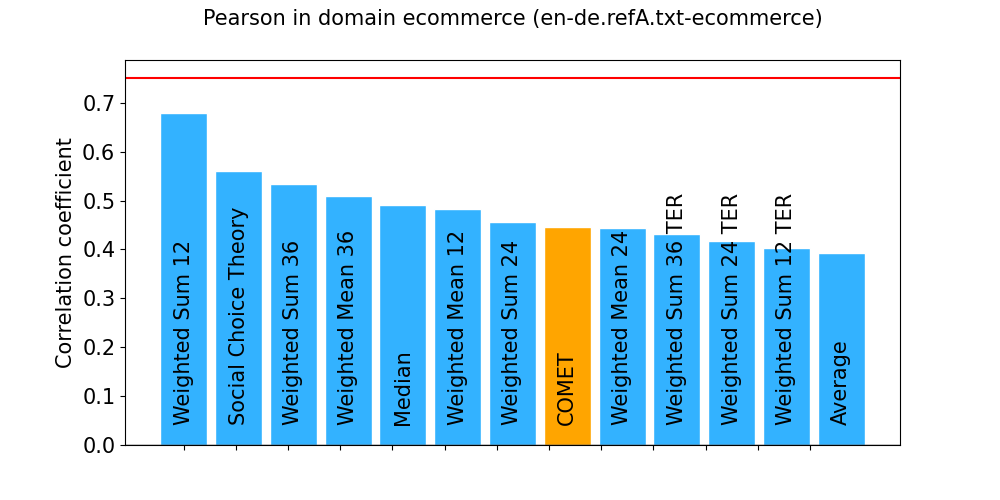 Pearson in domain ecommerce (en-de.refA.txt-ecommerce)
Correlation coefficient
0.7
0.6
0.5
0.4
0.3
0.2
0.1
0.0
Weighted Sum 12
Social Choice Theory
Weighted Sum 36
Weighted Mean 36
Median
Weighted Mean 12
Weighted Sum 24
COMET
Weighted Mean 24
Weighted Sum 36 TER
Weighted Sum 24 TER
Weighted Sum 12 TER
Average